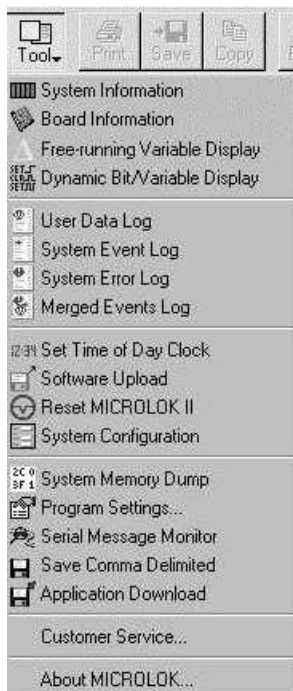 Tool Print Save Copy
System Information
Board Information
Free-running Variable Display
Dynamic Bit/Variable Display
User Data Log
System Event Log
System Error Log
Merged Events Log
12:34 Set Time of Day Clock
Software Upload
Reset MICROLOK II
System Configuration
System Memory Dump
Program Settings...
Serial Message Monitor
Save Comma Delimited
Application Download
Customer Service...
About MICROLOK...